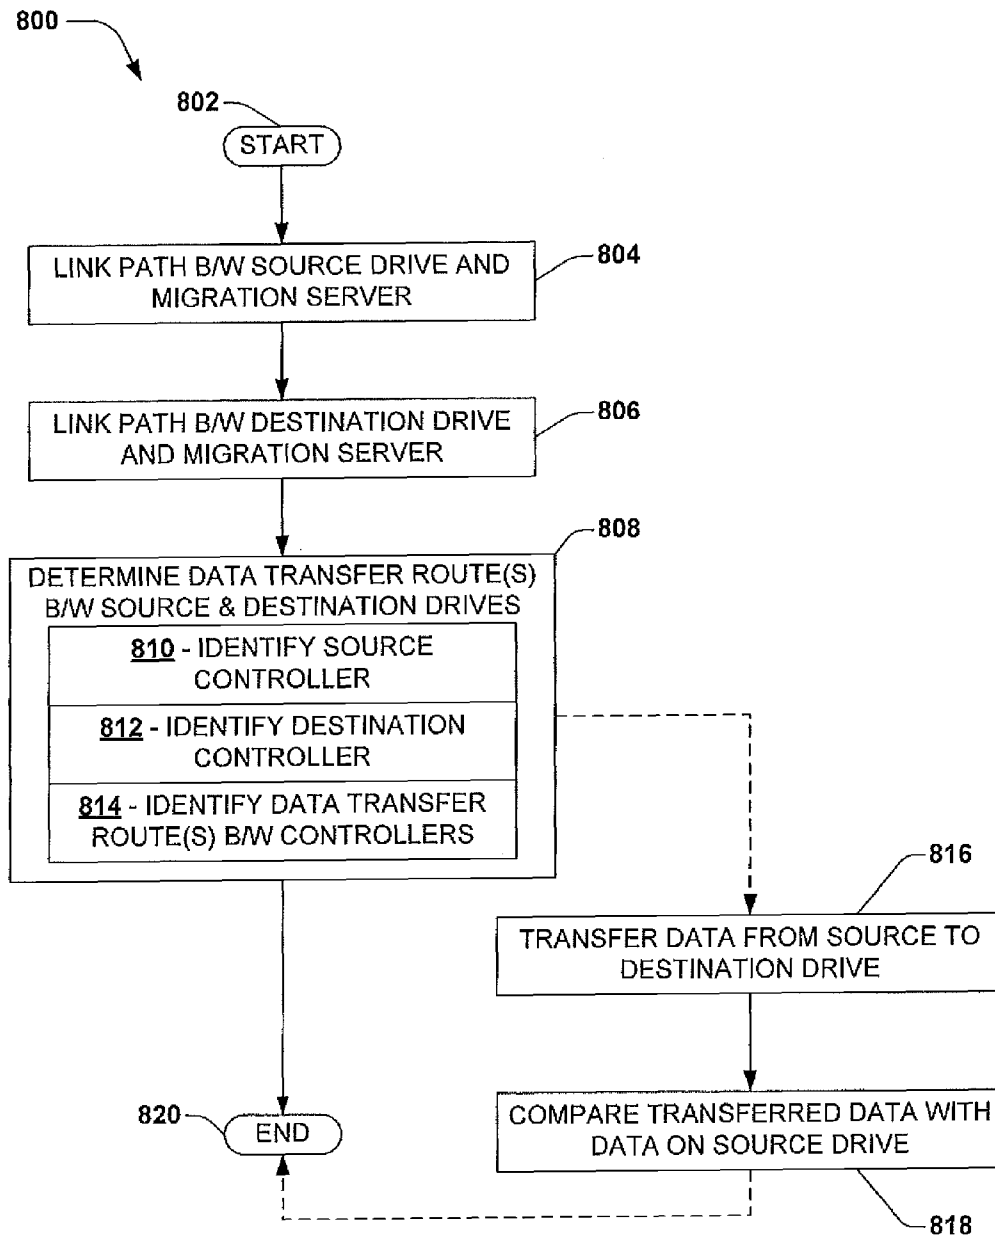 800
802
START
LINK PATH B/W SOURCE DRIVE AND
MIGRATION SERVER
804
LINK PATH B/W DESTINATION DRIVE
AND MIGRATION SERVER
806
808
DETERMINE DATA TRANSFER ROUTE(S)
B/W SOURCE & DESTINATION DRIVES
810 - IDENTIFY SOURCE
CONTROLLER
812 - IDENTIFY DESTINATION
CONTROLLER
814 - IDENTIFY DATA TRANSFER
ROUTE(S) B/W CONTROLLERS
816
TRANSFER DATA FROM SOURCE TO
DESTINATION DRIVE
COMPARE TRANSFERRED DATA WITH
DATA ON SOURCE DRIVE
818
820
END